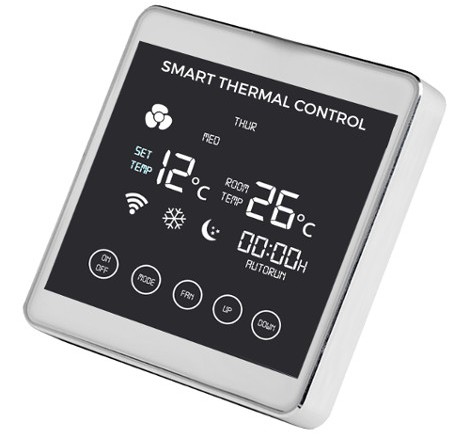 SMART THERMAL CONTROL
THUR
MED
SET TEMP 12°C
ROOM TEMP 26°C
00:00H
AUTORUN
ON OFF
MODE
FAN
UP
DOWN